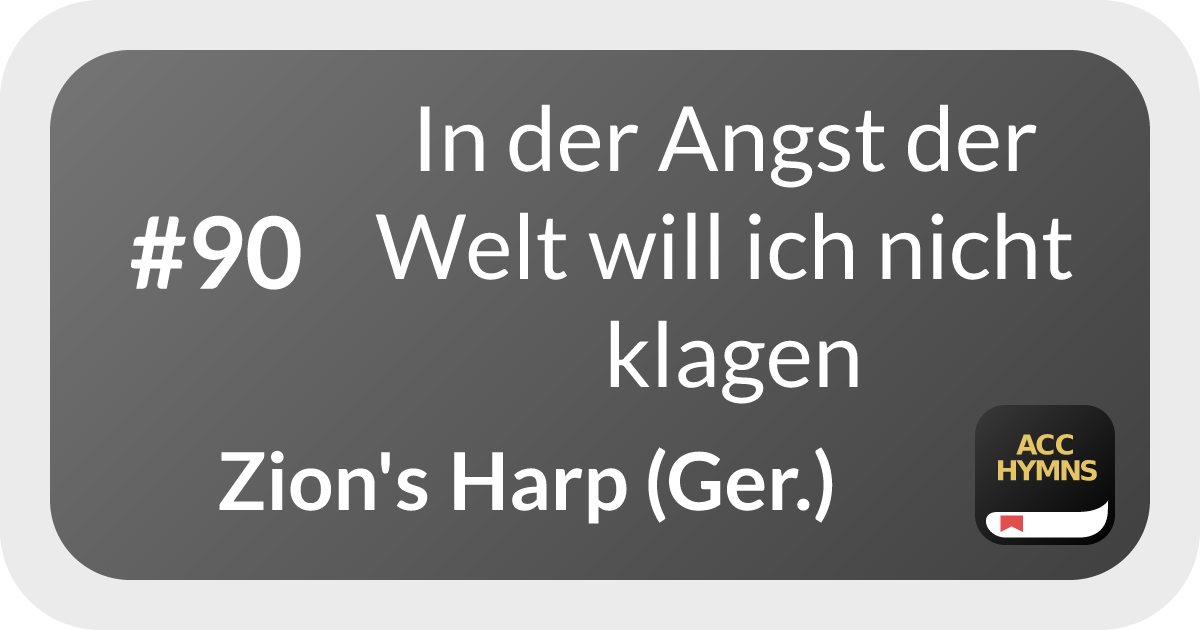 #90
In der Angst der
Welt will ich nicht
klagen
Zion's Harp (Ger.)
ACC
HYMNS